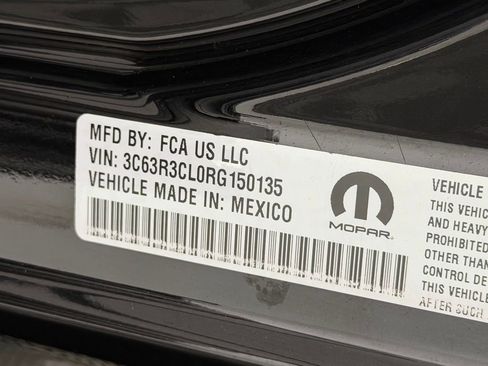 MFD BY: FCA US LLC
VIN: 3C63R3CL0RG150135
VEHICLE MADE IN: MEXICO
MOPAR
VEHICLE
THIS VEHIC
AND HEAVY
PROHIBITED
OTHER THAN
CONTROL DE
THIS VEHICLE
AFTER SUCH